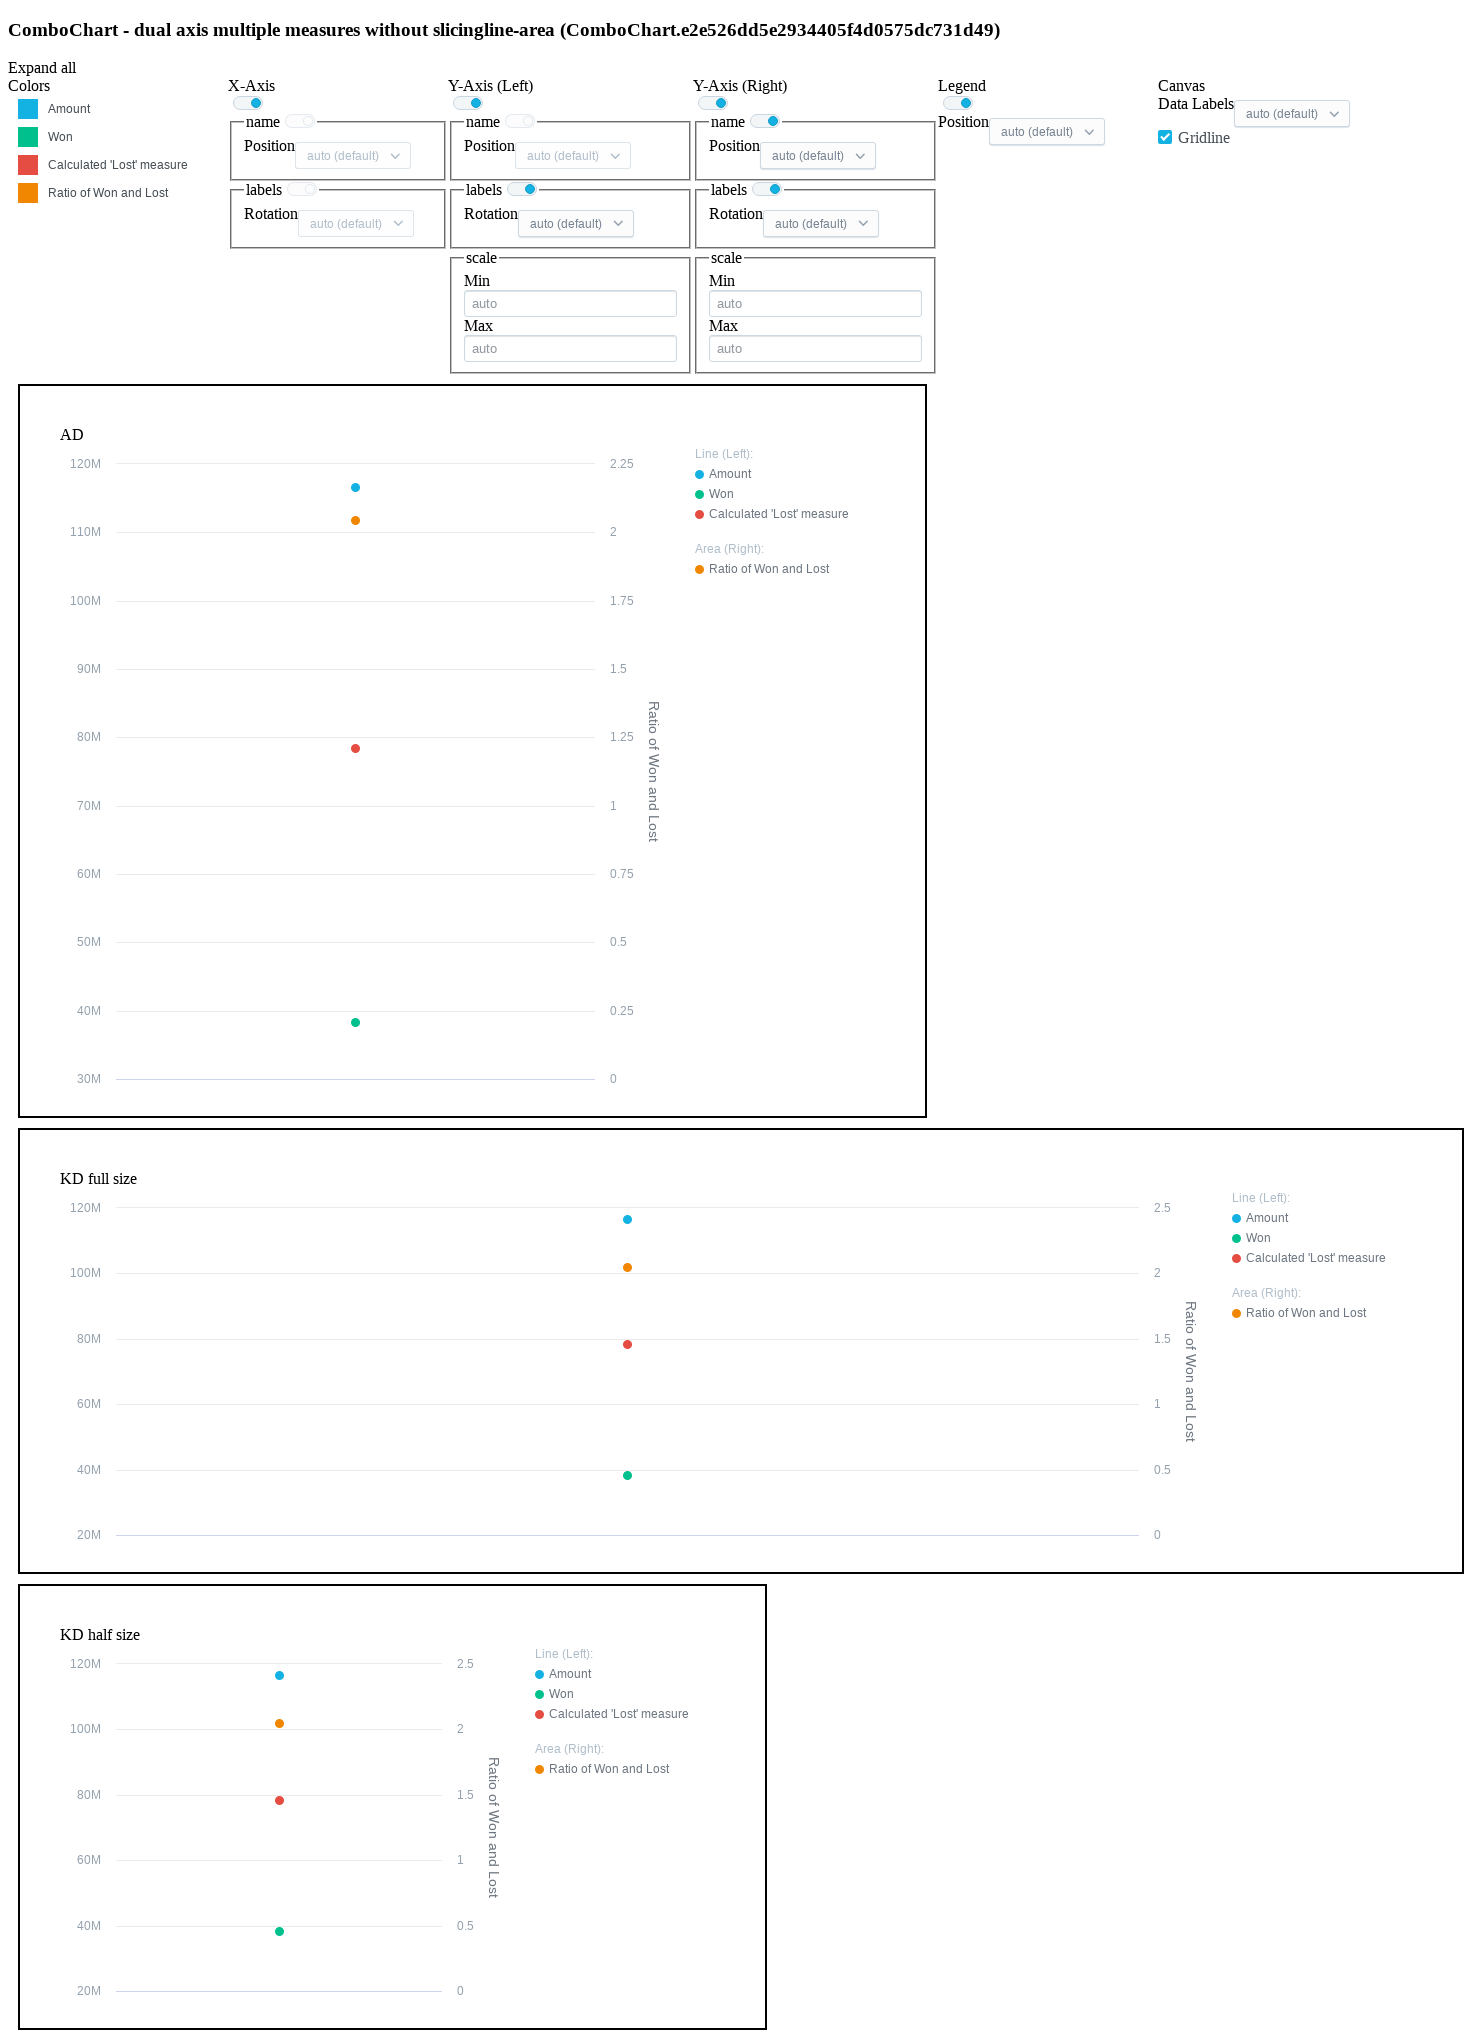 ComboChart - dual axis multiple measures without slicingline-area (ComboChart.e2e526dd5e2934405f4d0575dc731d49)
Expand all
Colors
Amount
Won
Calculated 'Lost' measure
Ratio of Won and Lost
X-Axis
name
Position auto (default)
labels
Rotation auto (default)
Y-Axis (Left)
name
Position auto (default)
labels
Rotation auto (default)
scale
Min
auto
Max
auto
Y-Axis (Right)
name
Position auto (default)
labels
Rotation auto (default)
scale
Min
auto
Max
auto
Legend
Position auto (default)
Canvas
Data Labels auto (default)
Gridline
AD
120M
110M
100M
90M
80M
70M
60M
50M
40M
30M
2.25
2
1.75
1.5
1.25
1
0.75
0.5
0.25
0
Ratio of Won and Lost
Line (Left):
Amount
Won
Calculated 'Lost' measure
Area (Right):
Ratio of Won and Lost
KD full size
120M
100M
80M
60M
40M
20M
2.5
2
1.5
1
0.5
0
Ratio of Won and Lost
Line (Left):
Amount
Won
Calculated 'Lost' measure
Area (Right):
Ratio of Won and Lost
KD half size
120M
100M
80M
60M
40M
20M
2.5
2
1.5
1
0.5
0
Ratio of Won and Lost
Line (Left):
Amount
Won
Calculated 'Lost' measure
Area (Right):
Ratio of Won and Lost